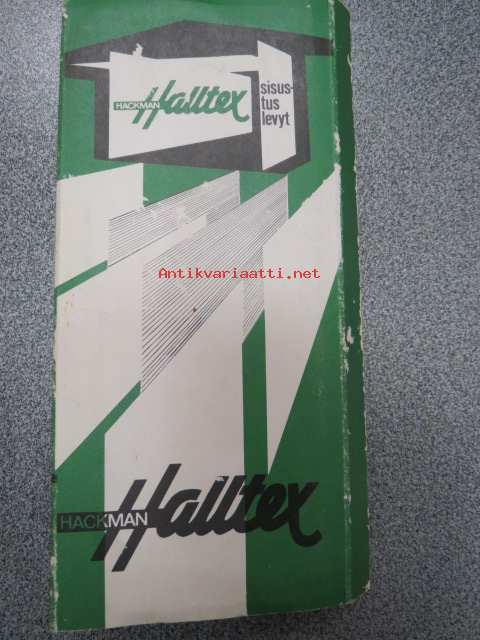 HACKMAN Halltex
sisus-
tus
levyt
Antikvariaatti.net
HACKMAN Halltex